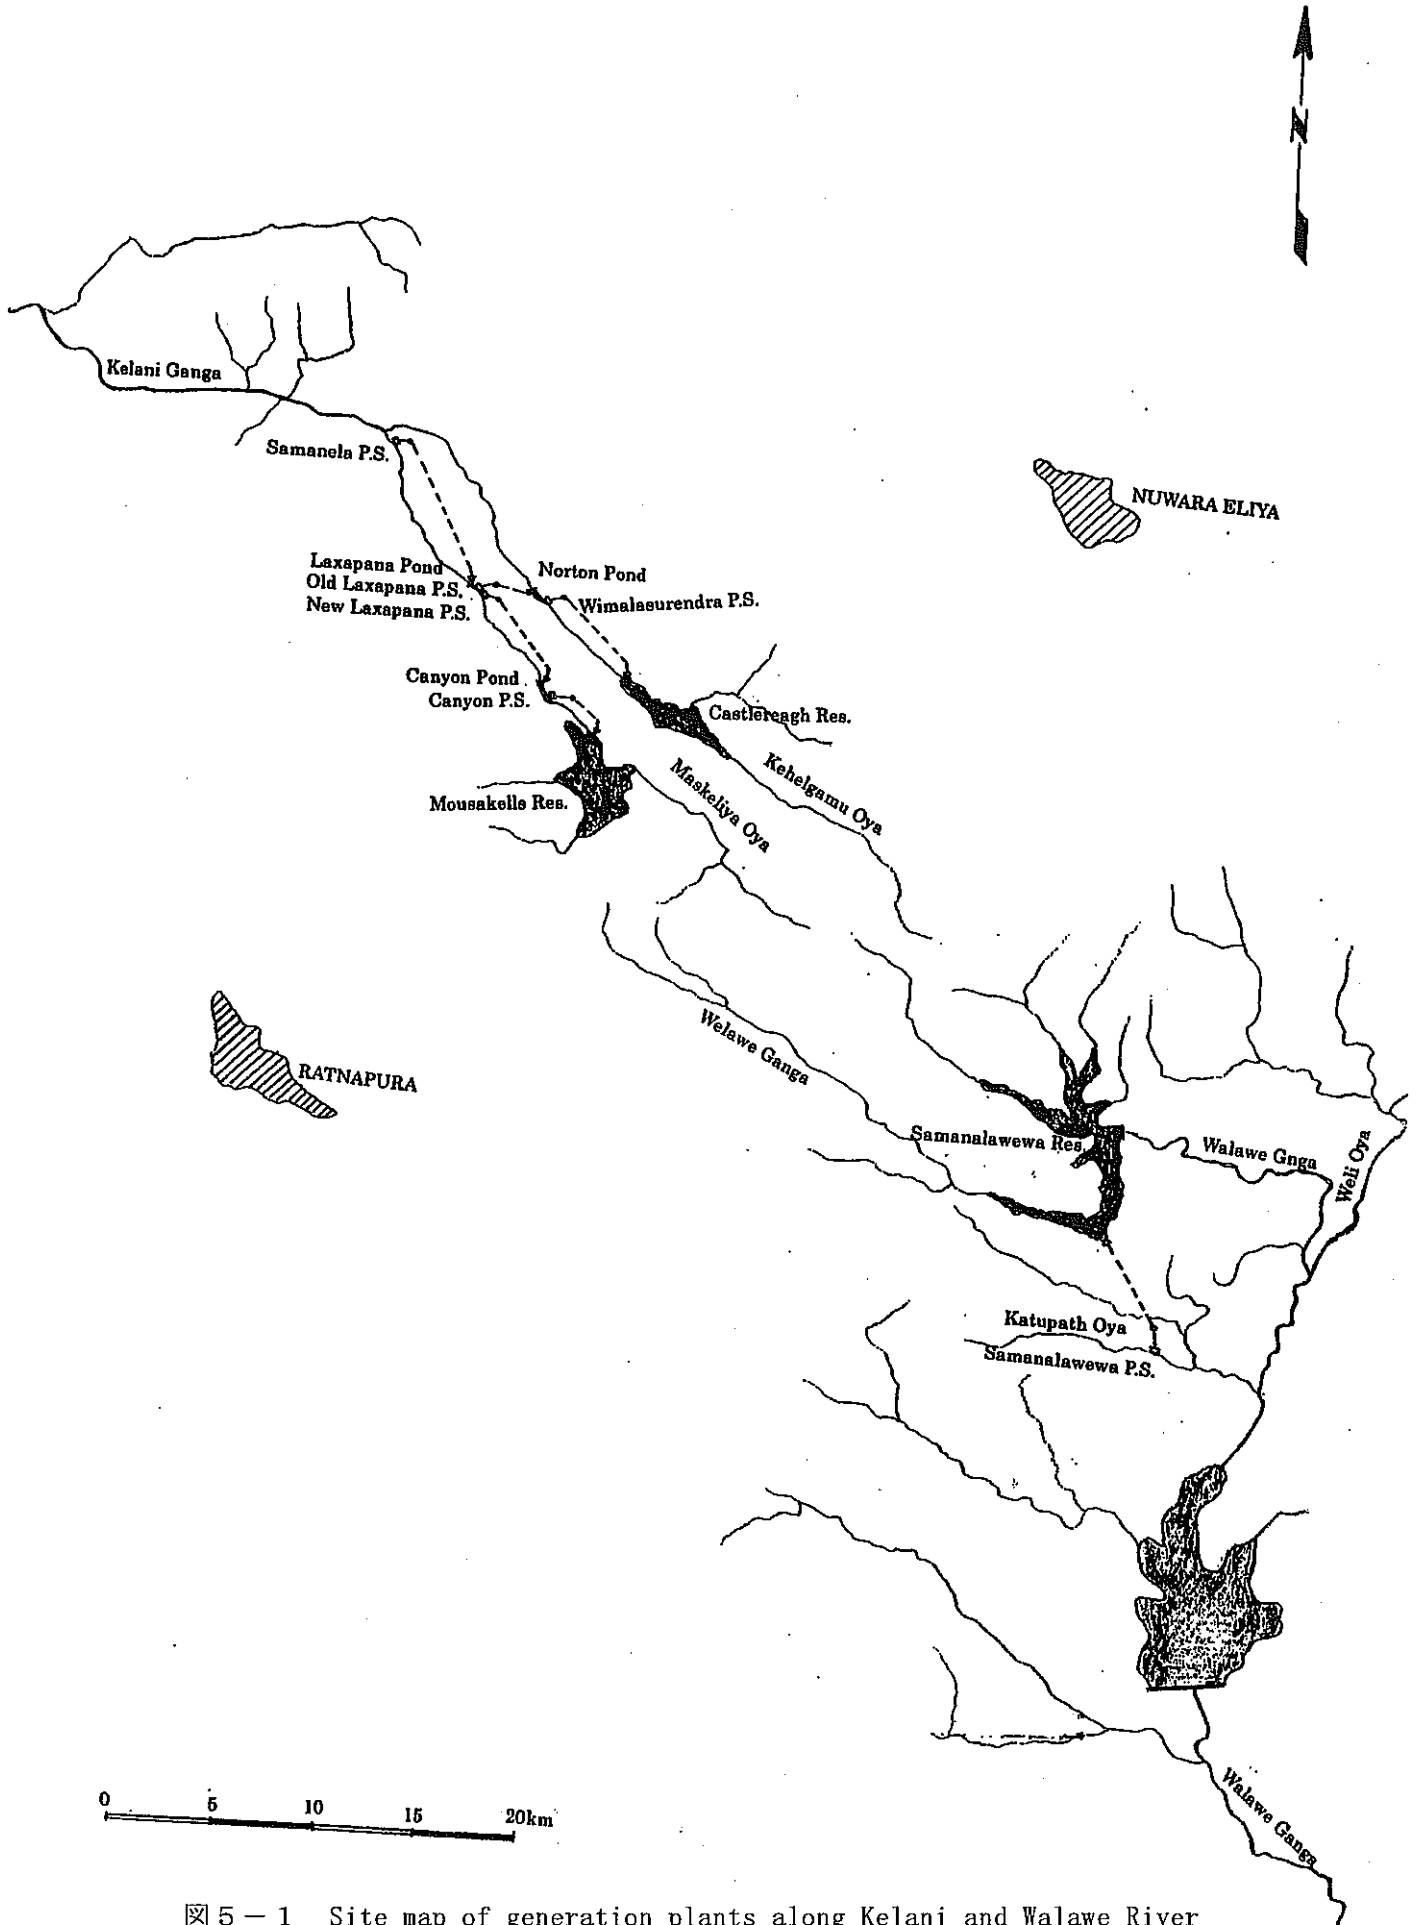 N
Kelani Ganga
Samanela P.S.
NUWARA ELIYA
Laxapana Pond
Old Laxapana P.S.
New Laxapana P.S.
Norton Pond
Wimalasurendra P.S.
Canyon Pond
Canyon P.S.
Castlereagh Res.
Mousakelle Res.
Maskeliya Oya
Kehelgamu Oya
RATNAPURA
Welawe Ganga
Samanalawewa Res.
Walawe Gnga
Weli Oya
Katupath Oya
Samanalawewa P.S.
0 5 10 15 20km
Walawe Ganga
図5-1 Site map of generation plants along Kelani and Walawe River